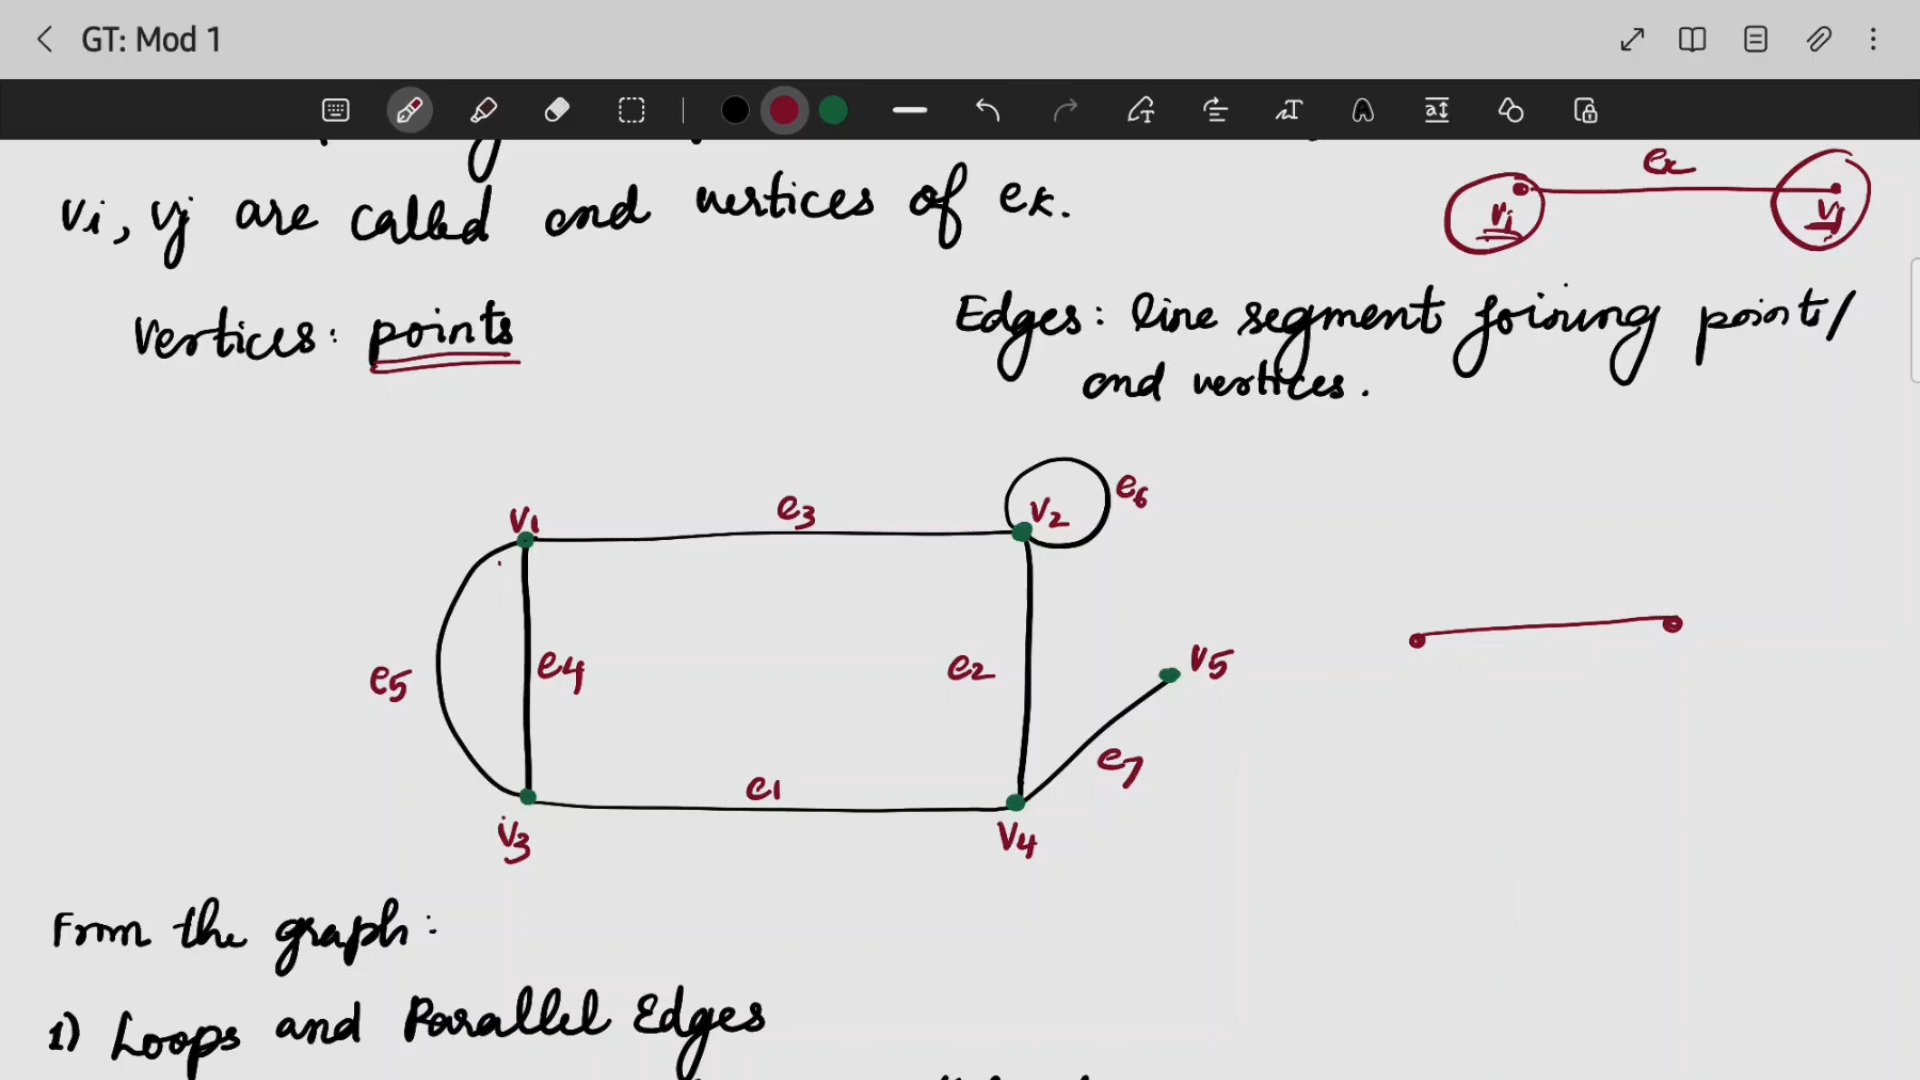 GT: Mod 1
ek
vi, vj are called end vertices of ek.
vi
vj
Vertices: points
Edges: line segment joining points/
end vertices.
v1
e3
v2
e6
e5
e4
e2
v5
e7
e1
v3
v4
From the graph:
1) Loops and Parallel Edges